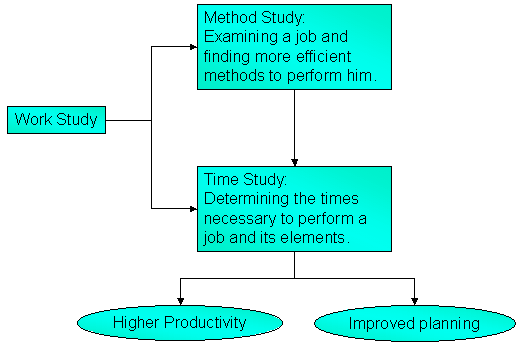 Method Study:
Examining a job and
finding more efficient
methods to perform him.
Work Study
Time Study:
Determining the times
necessary to perform a
job and its elements.
Higher Productivity
Improved planning